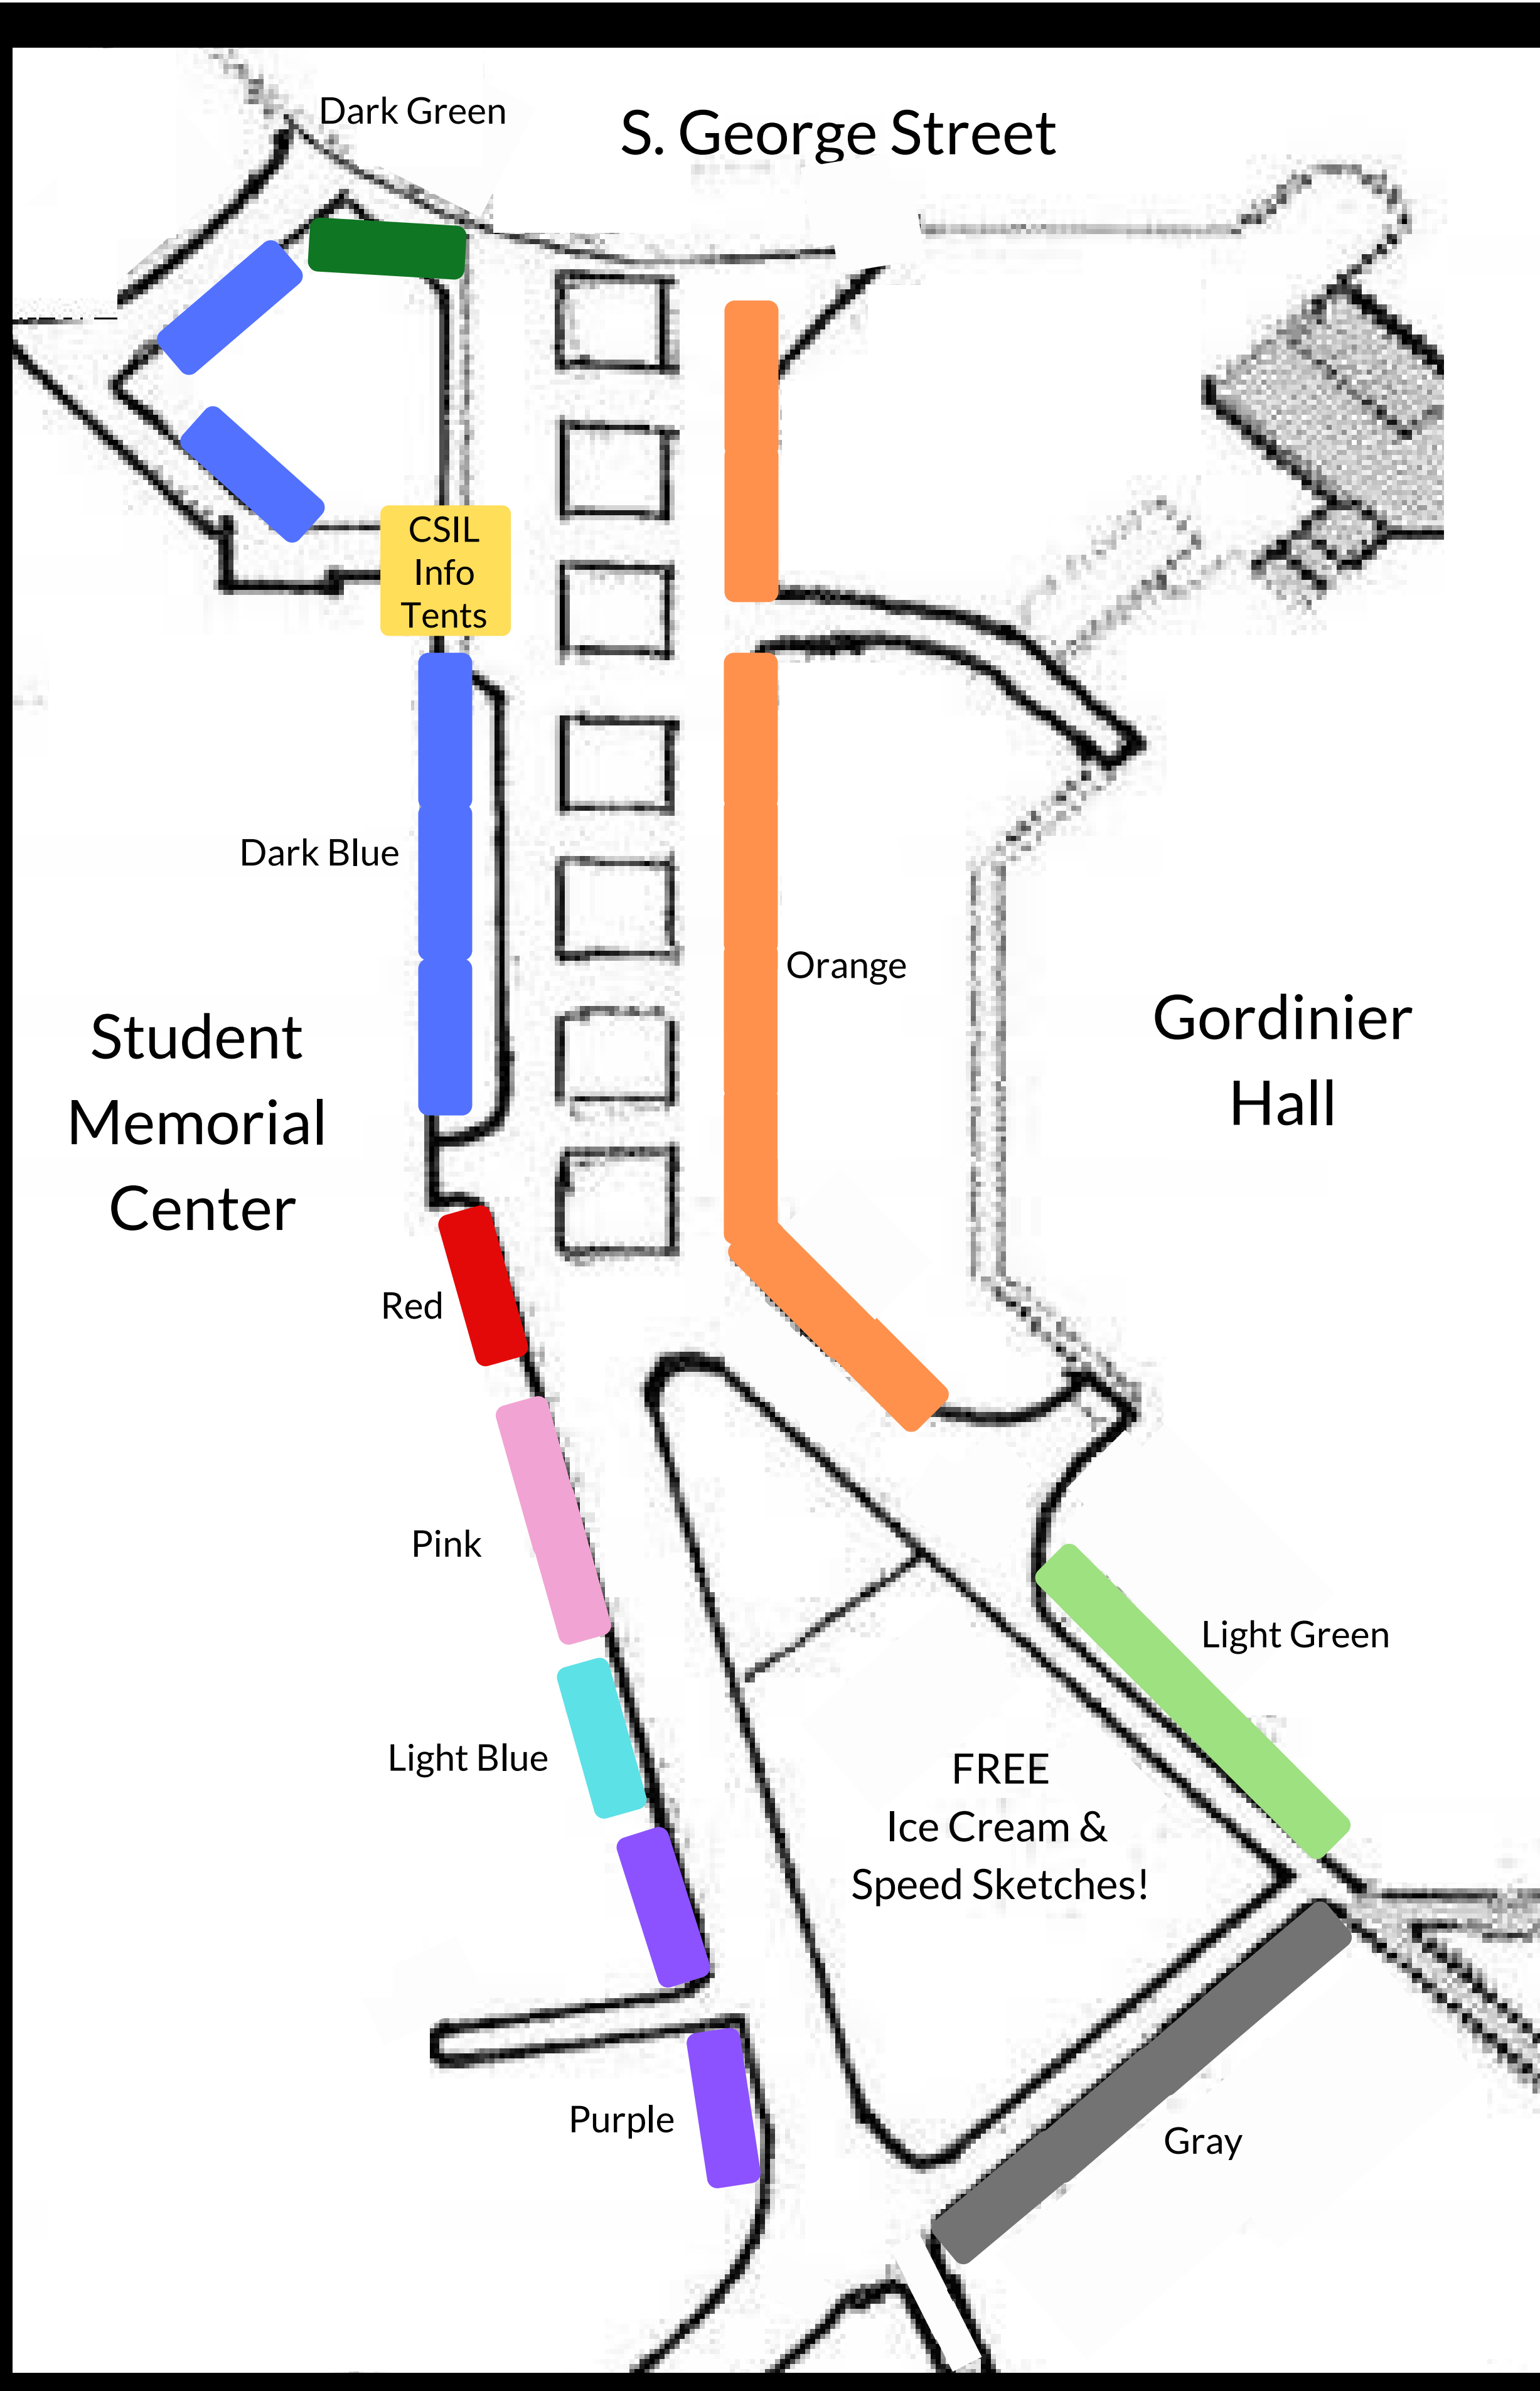 Dark Green
S. George Street
CSIL
Info
Tents
Dark Blue
Orange
Student
Memorial
Center
Gordinier
Hall
Red
Pink
Light Green
Light Blue
FREE
Ice Cream &
Speed Sketches!
Purple
Gray